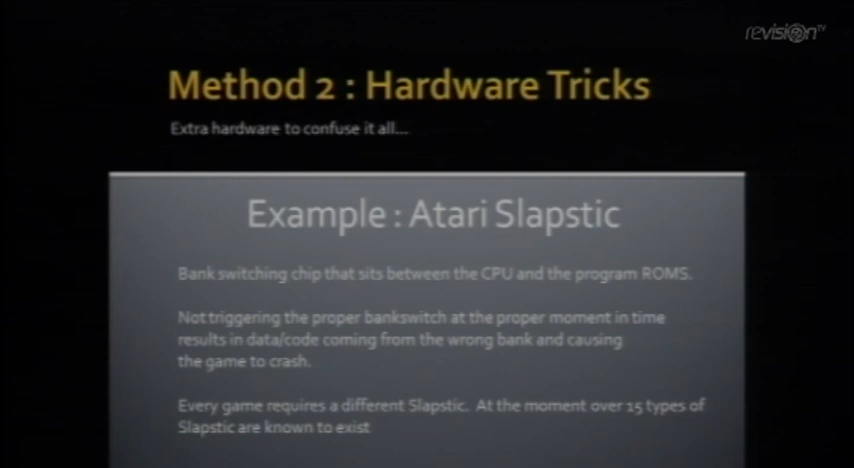 revision TV
Method 2 : Hardware Tricks
Extra hardware to confuse it all...
Example : Atari Slapstic
Bank switching chip that sits between the CPU and the program ROMS.
Not triggering the proper bankswitch at the proper moment in time
results in data/code coming from the wrong bank and causing
the game to crash.
Every game requires a different Slapstic. At the moment over 15 types of
Slapstic are known to exist